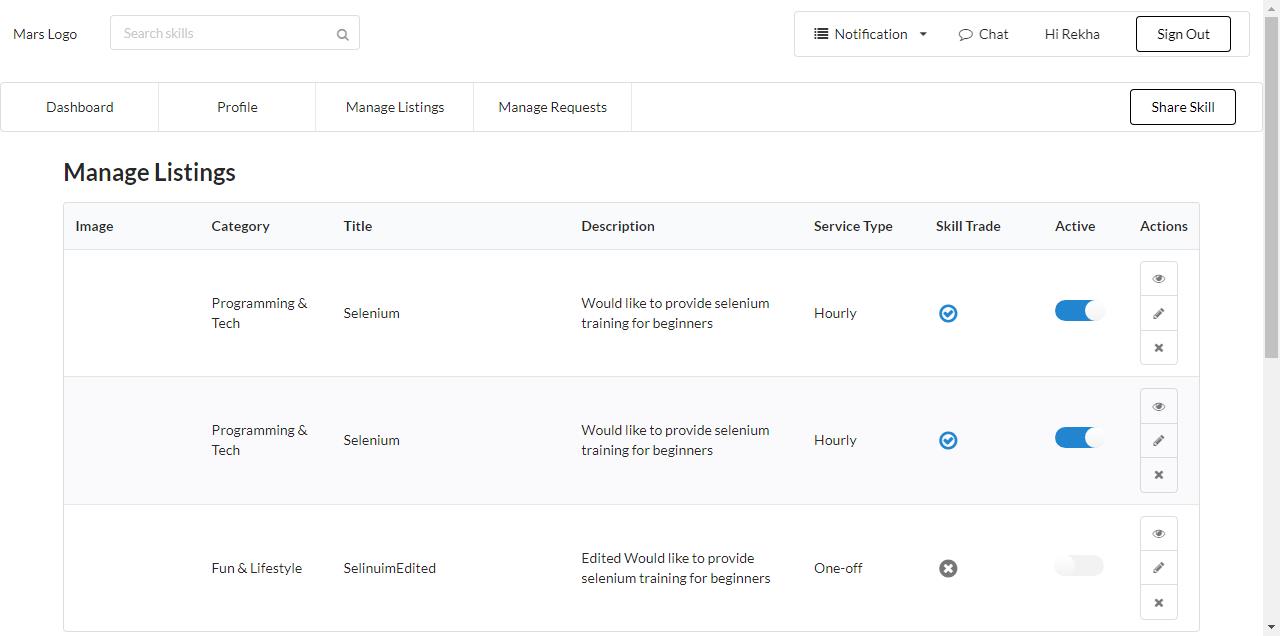 Mars Logo
Search skills
Notification
Chat
Hi Rekha
Sign Out
Dashboard
Profile
Manage Listings
Manage Requests
Share Skill
Manage Listings
Image
Category
Title
Description
Service Type
Skill Trade
Active
Actions
Programming &
Tech
Selenium
Would like to provide selenium
training for beginners
Hourly
Programming &
Tech
Selenium
Would like to provide selenium
training for beginners
Hourly
Fun & Lifestyle
SelinuimEdited
Edited Would like to provide
selenium training for beginners
One-off